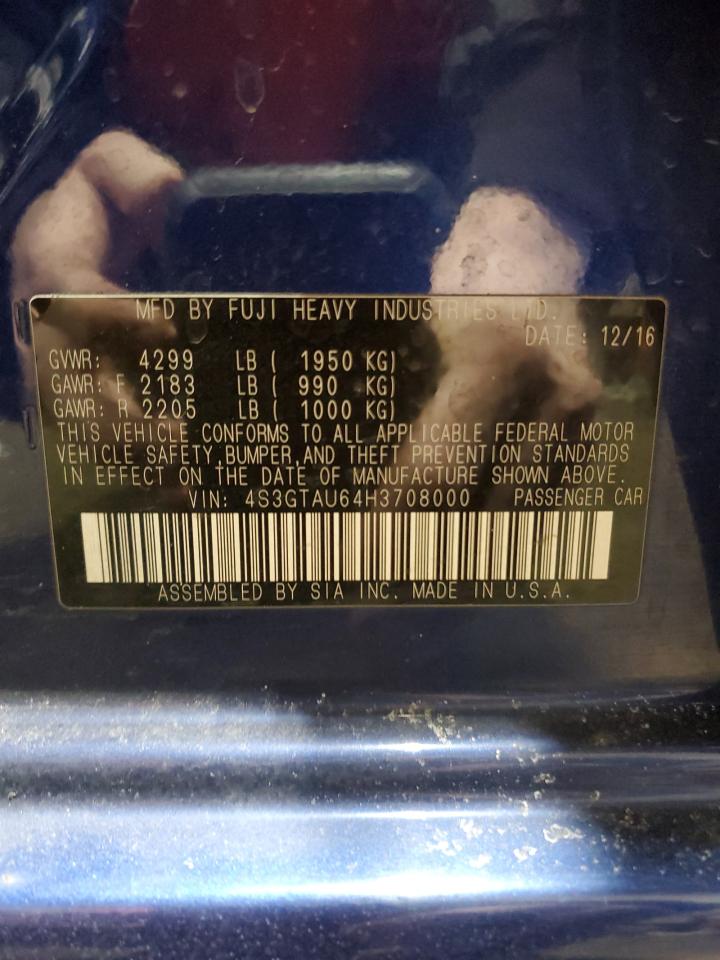 MFD BY FUJI HEAVY INDUSTRIES LTD.
DATE: 12/16
GVWR: 4299 LB ( 1950 KG)
GAWR: F 2183 LB ( 990 KG)
GAWR: R 2205 LB ( 1000 KG)
THIS VEHICLE CONFORMS TO ALL APPLICABLE FEDERAL MOTOR
VEHICLE SAFETY,BUMPER,AND THEFT PREVENTION STANDARDS
IN EFFECT ON THE DATE OF MANUFACTURE SHOWN ABOVE.
VIN: 4S3GTAU64H3708000 PASSENGER CAR
ASSEMBLED BY SIA INC. MADE IN U.S.A.